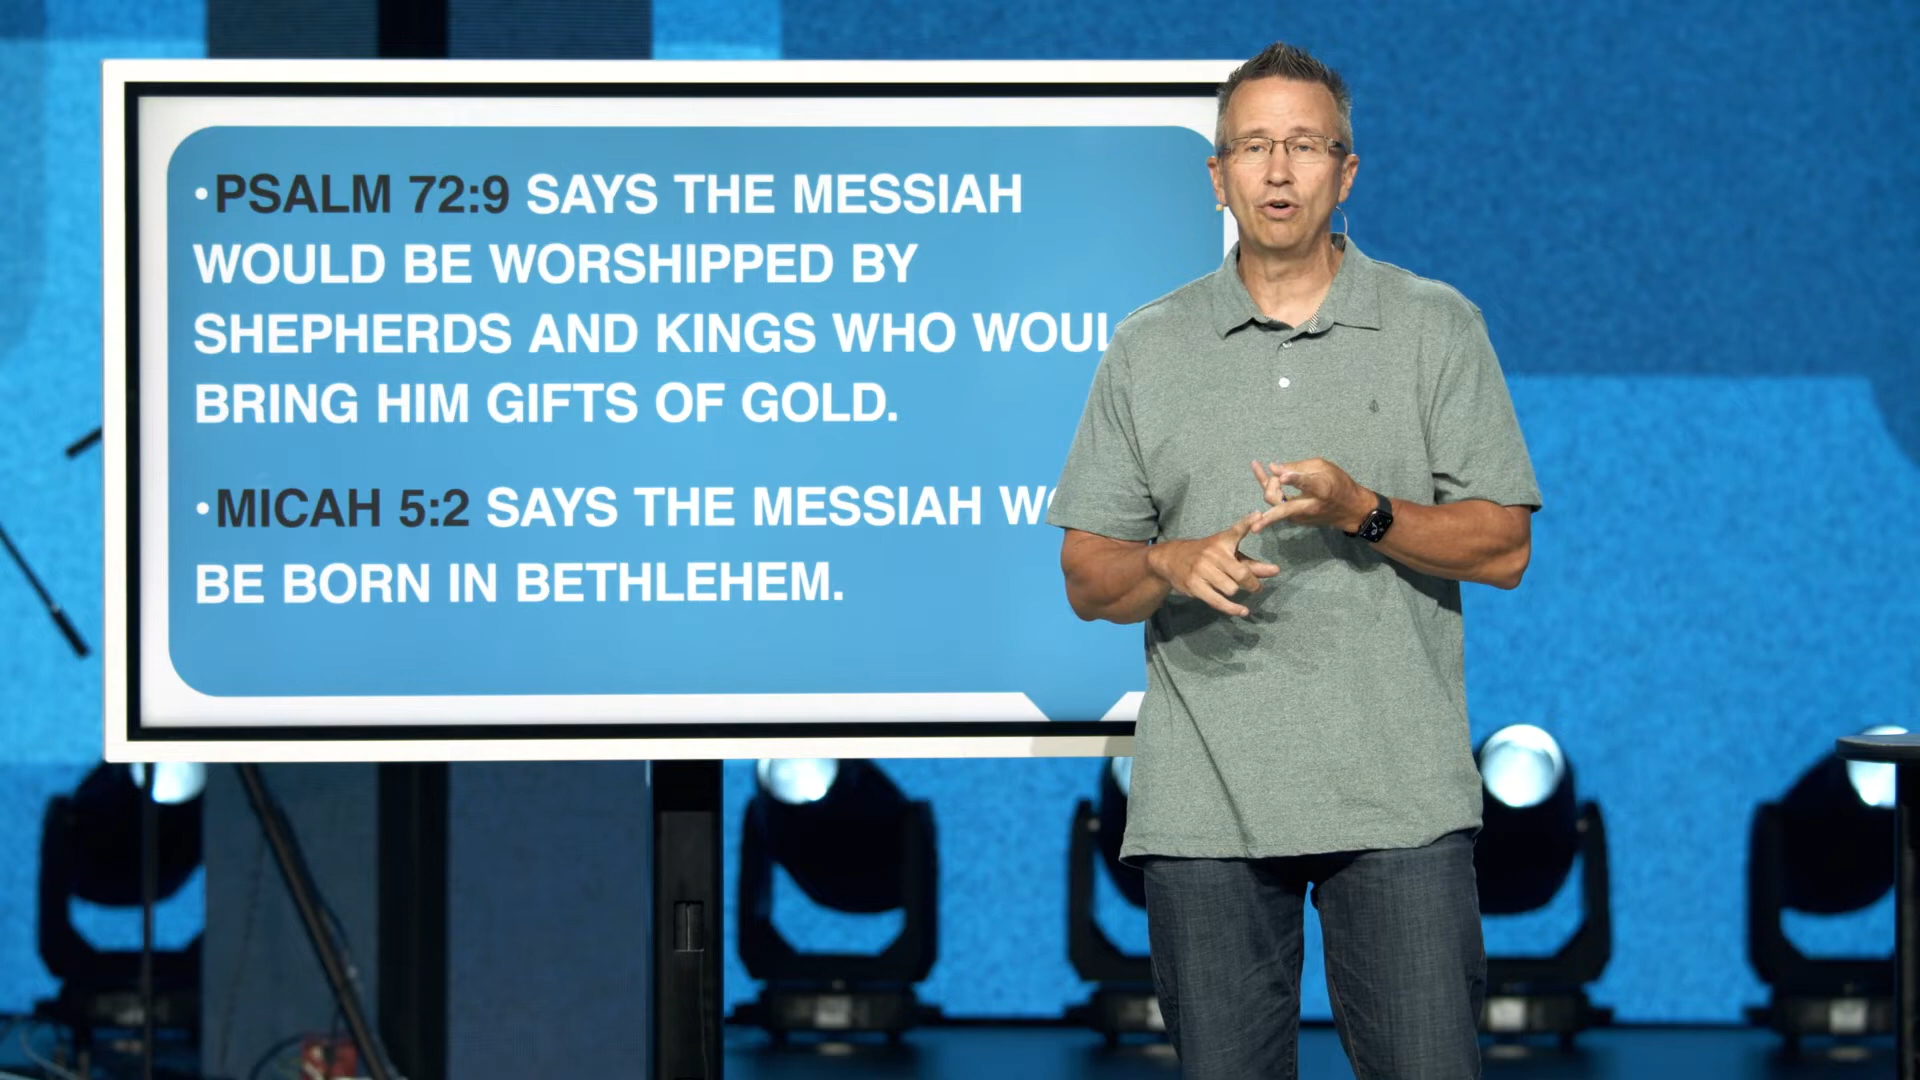 •PSALM 72:9 SAYS THE MESSIAH
WOULD BE WORSHIPPED BY
SHEPHERDS AND KINGS WHO
BRING HIM GIFTS OF GOLD.
•MICAH 5:2 SAYS THE MESSIAH
BE BORN IN BETHLEHEM.